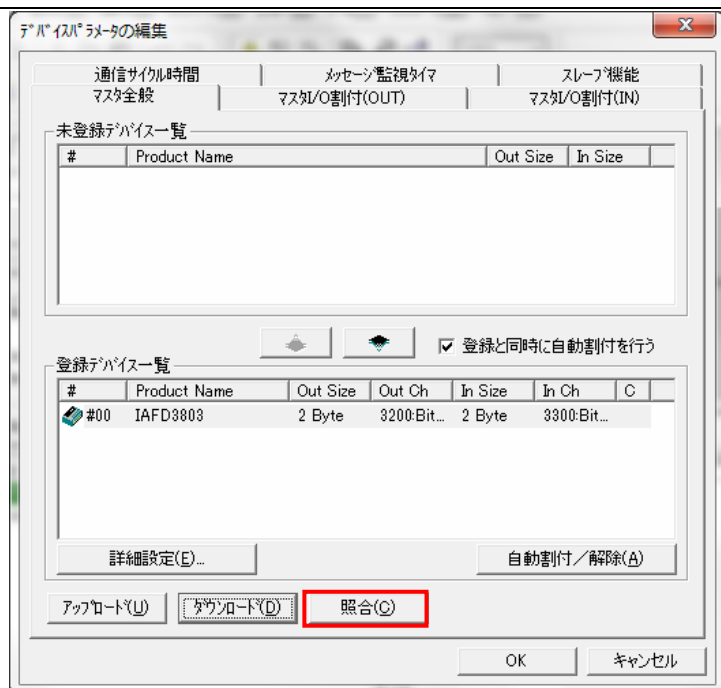 ﾃﾞﾊﾞｲｽﾊﾟﾗﾒｰﾀの編集
通信ｻｲｸﾙ時間 ﾒｯｾｰｼﾞ監視ﾀｲﾏ ｽﾚｰﾌﾞ機能
ﾏｽﾀ全般 ﾏｽﾀI/O割付(OUT) ﾏｽﾀI/O割付(IN)
未登録ﾃﾞﾊﾞｲｽ一覧
# Product Name Out Size In Size
登録と同時に自動割付を行う
登録ﾃﾞﾊﾞｲｽ一覧
# Product Name Out Size Out Ch In Size In Ch C
#00 IAFD3803 2 Byte 3200:Bit... 2 Byte 3300:Bit...
詳細設定(E)... 自動割付／解除(A)
ｱｯﾌﾟﾛｰﾄﾞ(U) ﾀﾞｳﾝﾛｰﾄﾞ(D) 照合(C)
OK ｷｬﾝｾﾙ